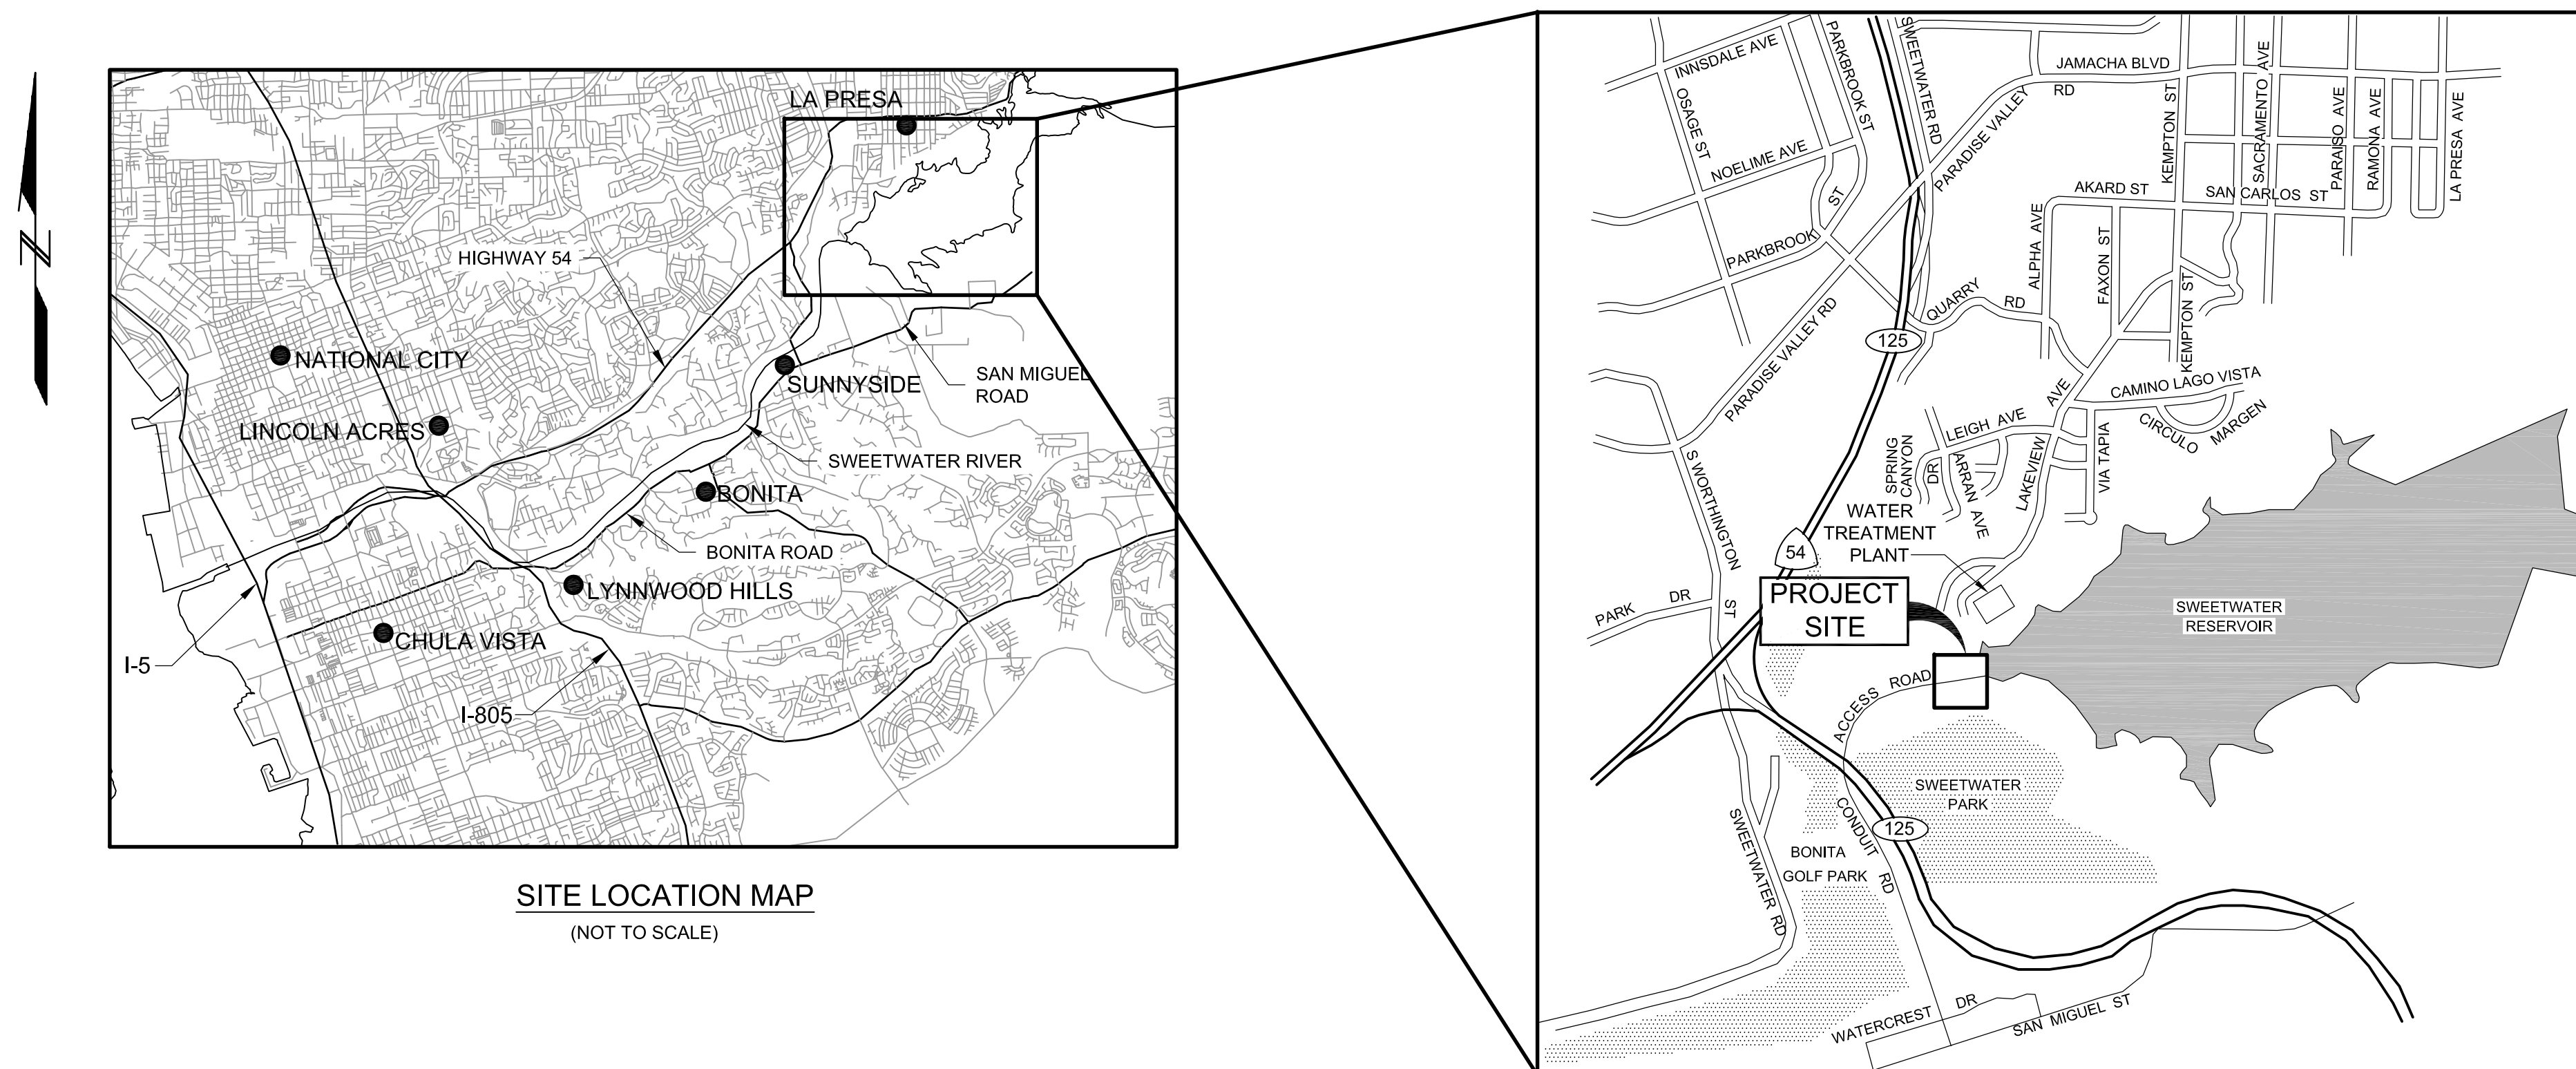 N
LA PRESA
HIGHWAY 54
NATIONAL CITY
SUNNYSIDE
SAN MIGUEL
ROAD
LINCOLN ACRES
SWEETWATER RIVER
BONITA
BONITA ROAD
LYNNWOOD HILLS
CHULA VISTA
I-5
I-805
SITE LOCATION MAP
(NOT TO SCALE)
INNSDALE AVE
PARKBROOK ST
SWEETWATER RD
JAMACHA BLVD
RD
PARADISE VALLEY
OSAGE ST
NOELIME AVE
KEMPTON ST
SACRAMENTO AVE
PARAISO AVE
RAMONA AVE
LA PRESA AVE
AKARD ST
SAN CARLOS ST
PARKBROOK ST
ALPHA AVE
FAXON ST
KEMPTON ST
QUARRY RD
PARADISE VALLEY RD
125
CAMINO LAGO VISTA
CIRCULO MARGEN
LEIGH AVE
LAKEVIEW AVE
VIA TAPIA
SPRING
CANYON
DR
ARRAN AVE
S WORTHINGTON ST
WATER
TREATMENT
PLANT
54
PROJECT
SITE
PARK DR
SWEETWATER
RESERVOIR
ACCESS ROAD
SWEETWATER
PARK
CONDUIT RD
125
BONITA
GOLF PARK
SWEETWATER RD
WATERCREST DR
SAN MIGUEL ST